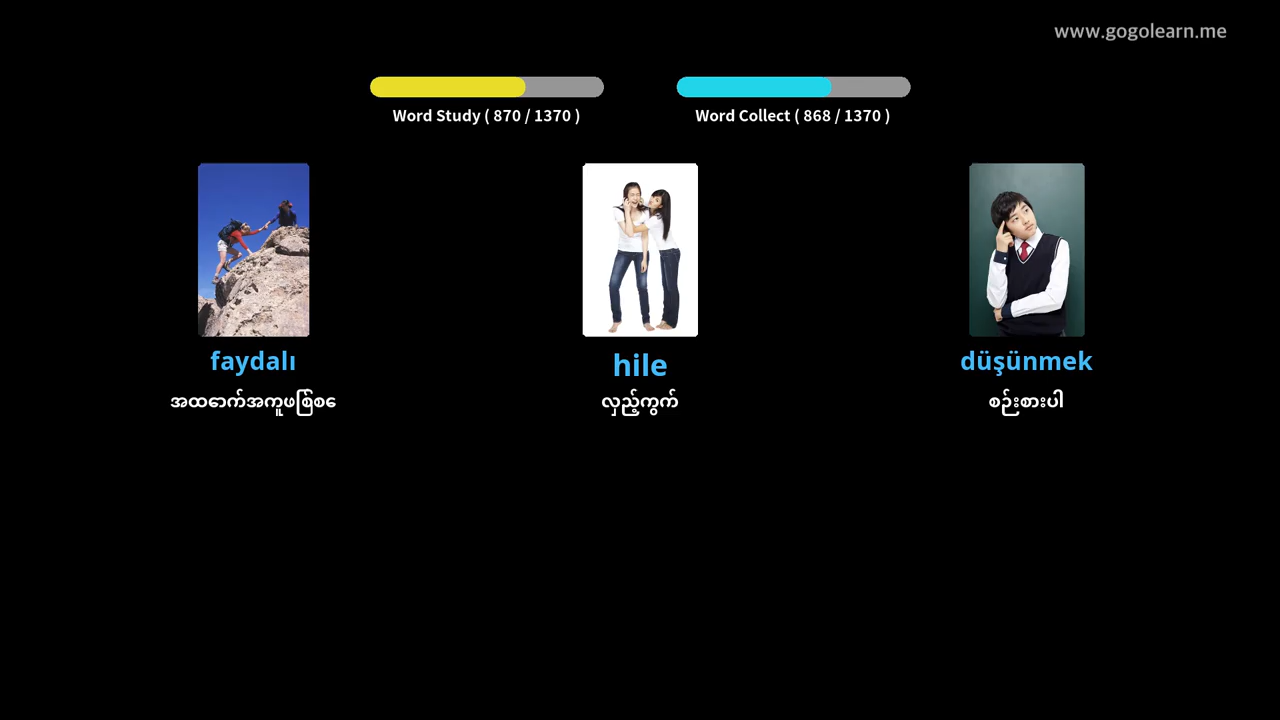 www.gogolearn.me
Word Study ( 870 / 1370 )
Word Collect ( 868 / 1370 )
faydalı
hile
düşünmek
အထောက်အကူဖြစ်စေ
လှည့်ကွက်
စဉ်းစားပါ